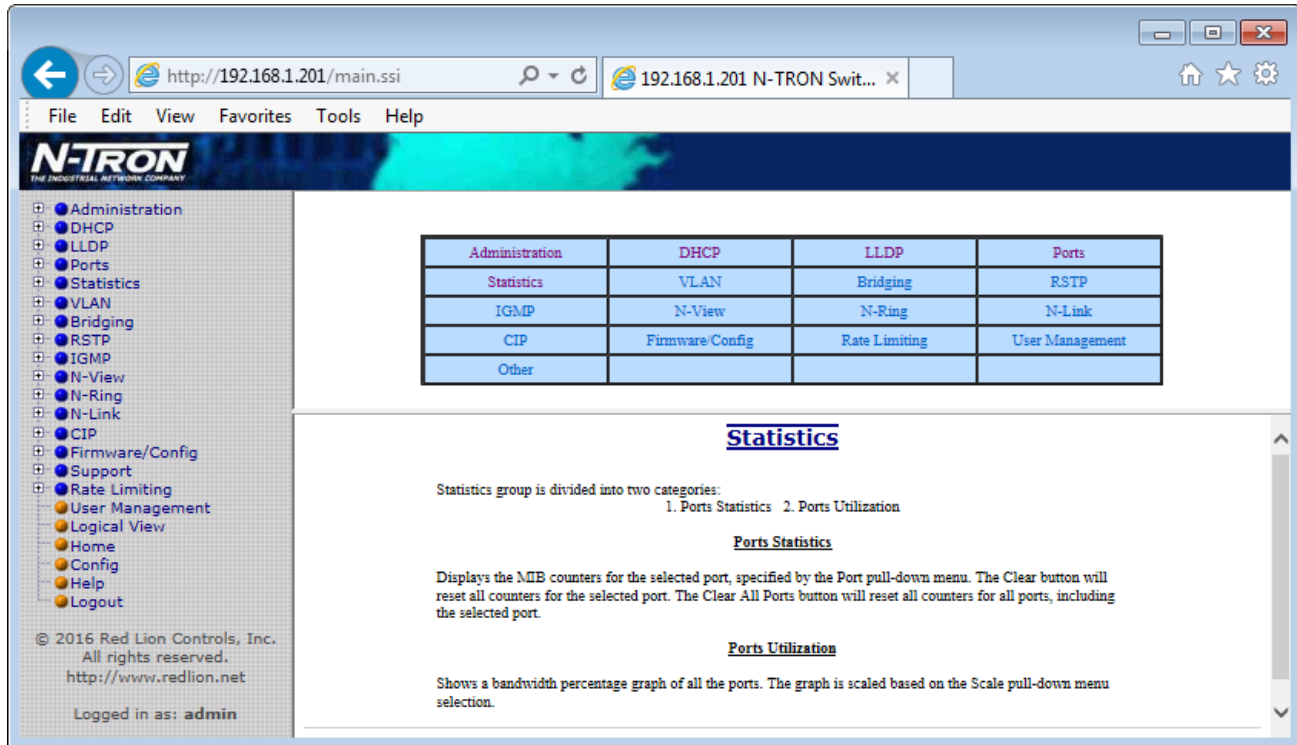 http://192.168.1.201/main.ssi
192.168.1.201 N-TRON Swit...
File Edit View Favorites Tools Help
N-TRON
THE INDUSTRIAL NETWORK COMPANY
Administration
DHCP
LLDP
Ports
Statistics
VLAN
Bridging
RSTP
IGMP
N-View
N-Ring
N-Link
CIP
Firmware/Config
Support
Rate Limiting
User Management
Logical View
Home
Config
Help
Logout
© 2016 Red Lion Controls, Inc.
All rights reserved.
http://www.redlion.net
Logged in as: admin
Administration DHCP LLDP Ports
Statistics VLAN Bridging RSTP
IGMP N-View N-Ring N-Link
CIP Firmware/Config Rate Limiting User Management
Other
Statistics
Statistics group is divided into two categories:
1. Ports Statistics 2. Ports Utilization
Ports Statistics
Displays the MIB counters for the selected port, specified by the Port pull-down menu. The Clear button will
reset all counters for the selected port. The Clear All Ports button will reset all counters for all ports, including
the selected port.
Ports Utilization
Shows a bandwidth percentage graph of all the ports. The graph is scaled based on the Scale pull-down menu
selection.